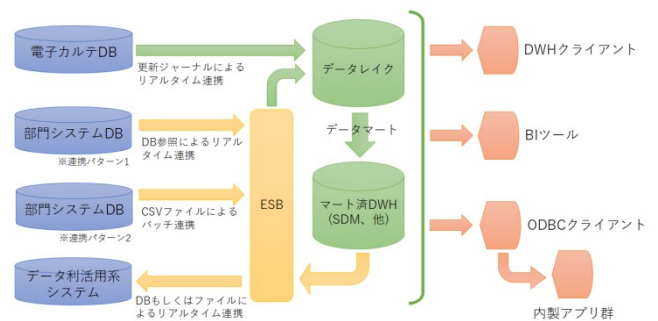 電子カルテDB
更新ジャーナルによる
リアルタイム連携
データレイク
DWHクライアント
部門システムDB
※連携パターン1
DB参照によるリアル
タイム連携
データマート
BIツール
部門システムDB
※連携パターン2
CSVファイルによる
バッチ連携
ESB
マート済DWH
(SDM、他)
ODBCクライアント
データ利活用系
システム
DBもしくはファイルに
よるリアルタイム連携
内製アプリ群